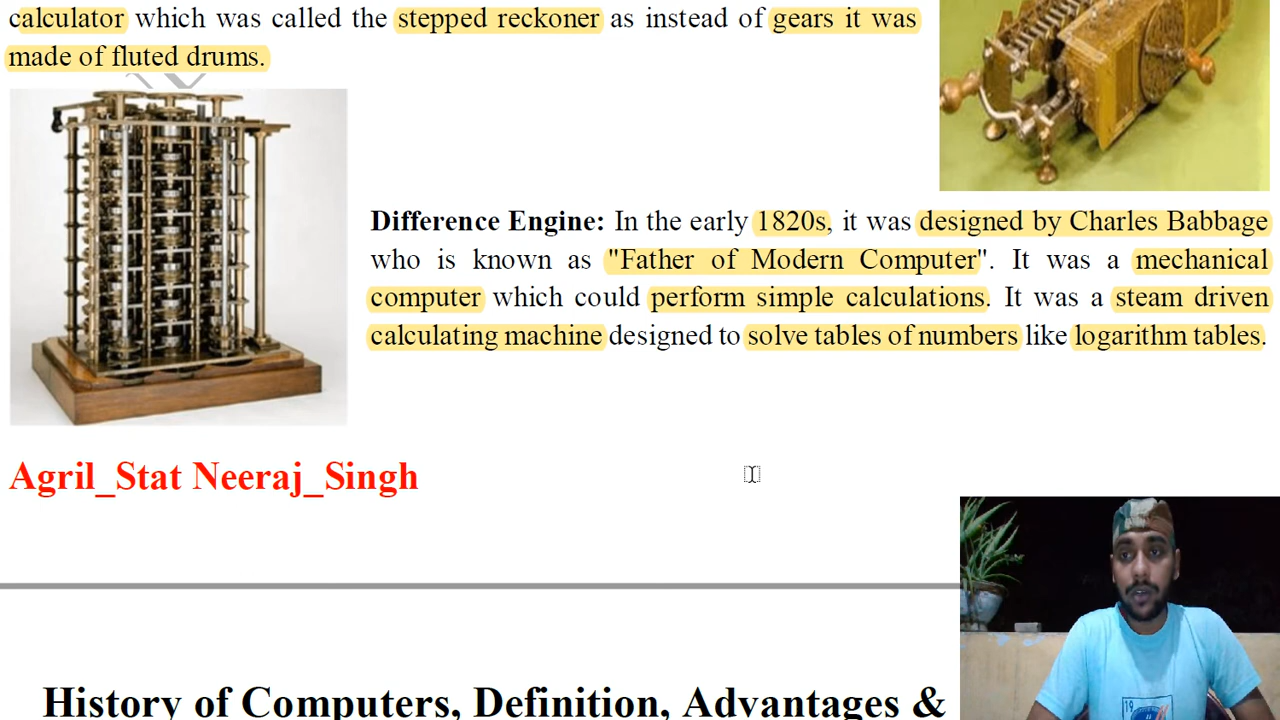 calculator which was called the stepped reckoner as instead of gears it was
made of fluted drums.
Difference Engine: In the early 1820s, it was designed by Charles Babbage
who is known as "Father of Modern Computer". It was a mechanical
computer which could perform simple calculations. It was a steam driven
calculating machine designed to solve tables of numbers like logarithm tables.
Agril_Stat Neeraj_Singh
History of Computers, Definition, Advantages &
19